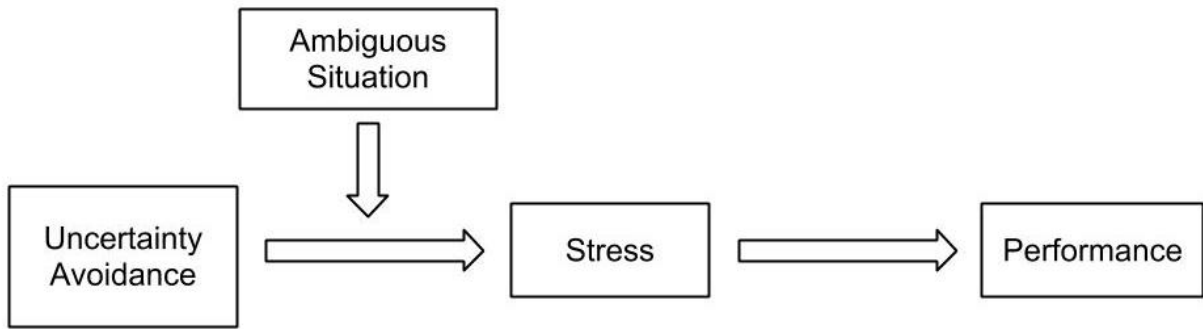 Ambiguous
Situation
Uncertainty
Avoidance
Stress
Performance